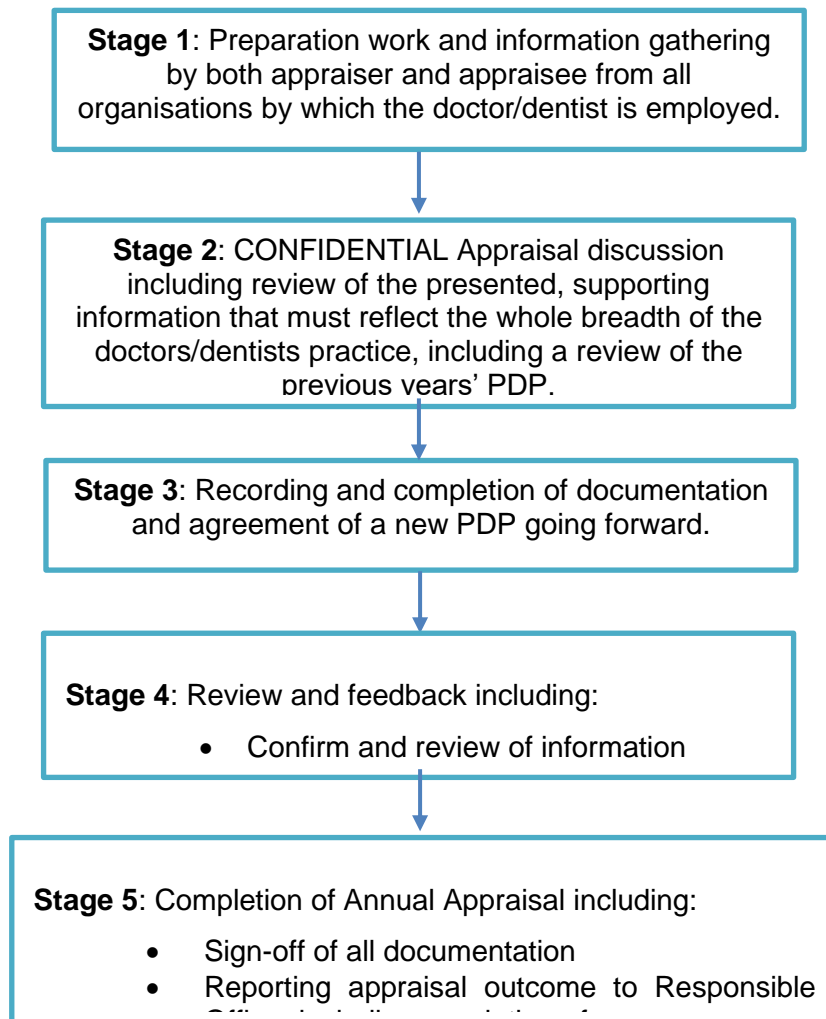 Stage 1: Preparation work and information gathering
by both appraiser and appraisee from all
organisations by which the doctor/dentist is employed.
Stage 2: CONFIDENTIAL Appraisal discussion
including review of the presented, supporting
information that must reflect the whole breadth of the
doctors/dentists practice, including a review of the
previous years’ PDP.
Stage 3: Recording and completion of documentation
and agreement of a new PDP going forward.
Stage 4: Review and feedback including:
• Confirm and review of information
Stage 5: Completion of Annual Appraisal including:
• Sign-off of all documentation
• Reporting appraisal outcome to Responsible